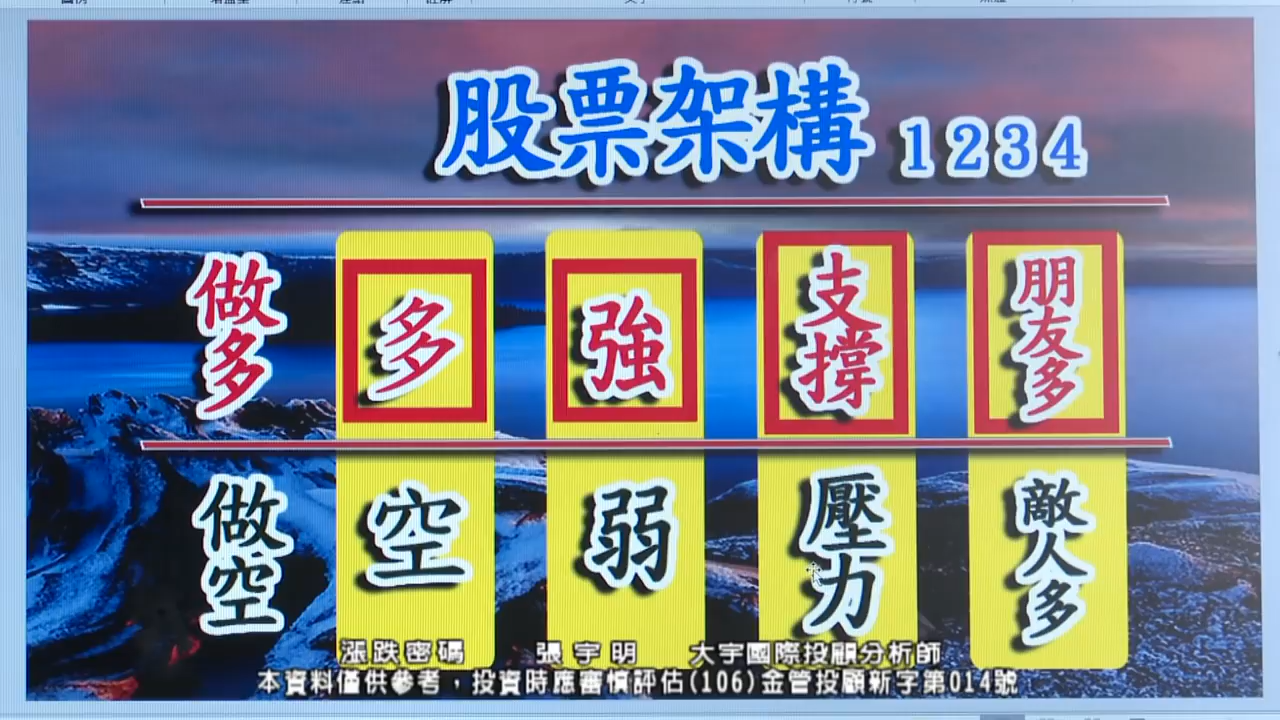 股票架構 1234
做多 多 強 支撐 朋友多
做空 空 弱 壓力 敵人多
漲跌密碼 張宇明 大宇國際投顧分析師
本資料僅供參考，投資時應審慎評估(106)金管投顧新字第014號